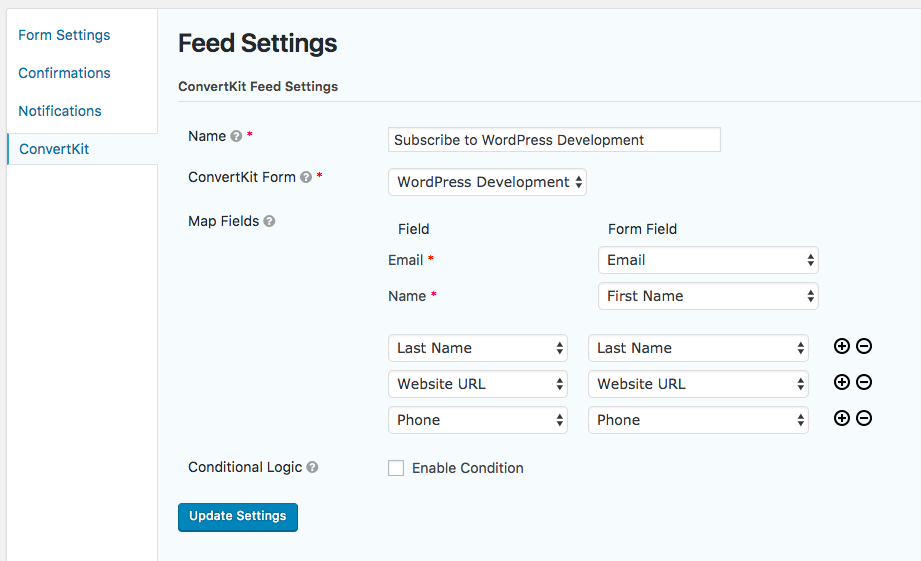 Form Settings
Confirmations
Notifications
ConvertKit
Feed Settings
ConvertKit Feed Settings
Name ? *
Subscribe to WordPress Development
ConvertKit Form ? *
WordPress Development
Map Fields ?
Field Form Field
Email * Email
Name * First Name
Last Name Last Name
Website URL Website URL
Phone Phone
Conditional Logic ? Enable Condition
Update Settings